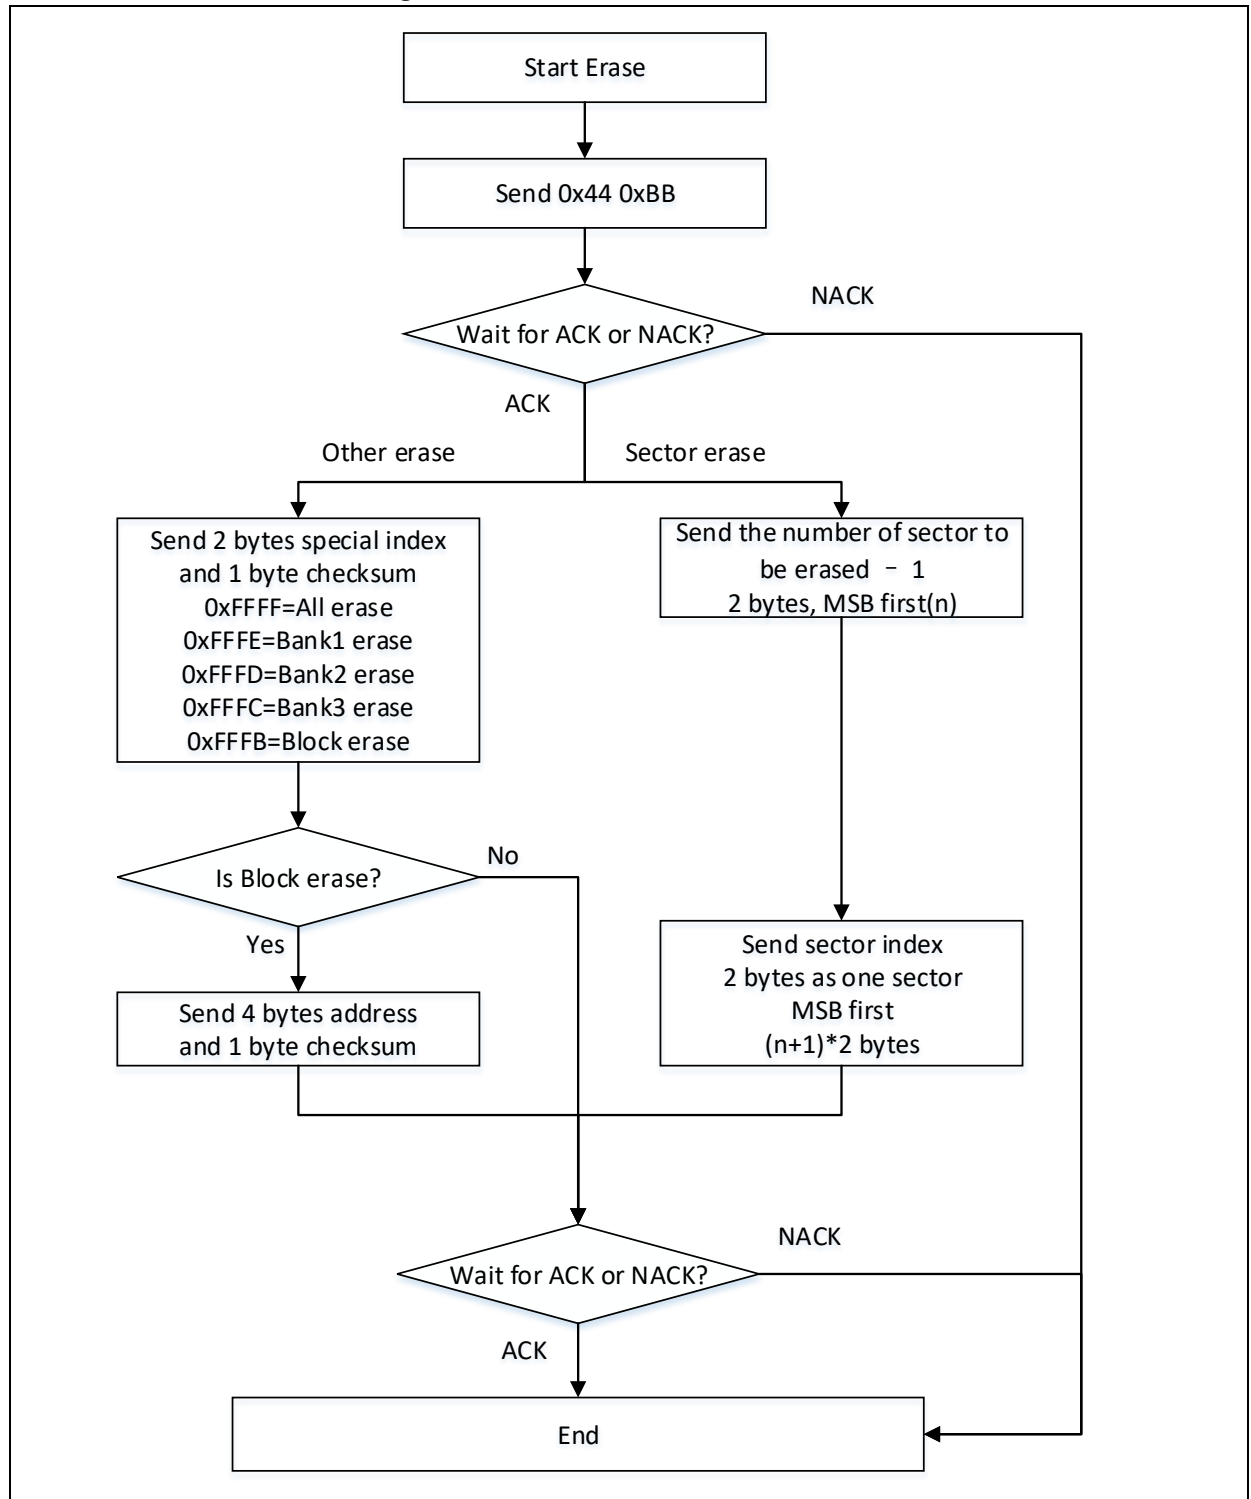 Start Erase
Send 0x44 0xBB
Wait for ACK or NACK?
NACK
ACK
Other erase
Sector erase
Send 2 bytes special index
and 1 byte checksum
0xFFFF=All erase
0xFFFE=Bank1 erase
0xFFFD=Bank2 erase
0xFFFC=Bank3 erase
0xFFFB=Block erase
Send the number of sector to
be erased － 1
2 bytes, MSB first(n)
Is Block erase?
No
Yes
Send 4 bytes address
and 1 byte checksum
Send sector index
2 bytes as one sector
MSB first
(n+1)*2 bytes
Wait for ACK or NACK?
NACK
ACK
End